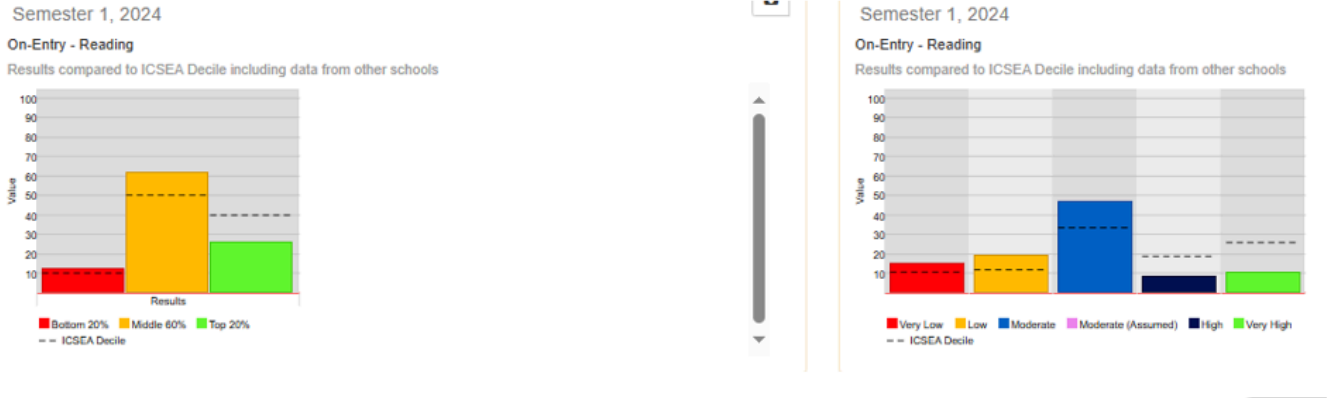 Semester 1, 2024
On-Entry - Reading
Results compared to ICSEA Decile including data from other schools
100
90
80
70
60
50
40
30
20
10
Value
Results
Bottom 20% Middle 60% Top 20%
ICSEA Decile
Semester 1, 2024
On-Entry - Reading
Results compared to ICSEA Decile including data from other schools
100
90
80
70
60
50
40
30
20
10
Value
Very Low Low Moderate Moderate (Assumed) High Very High
ICSEA Decile